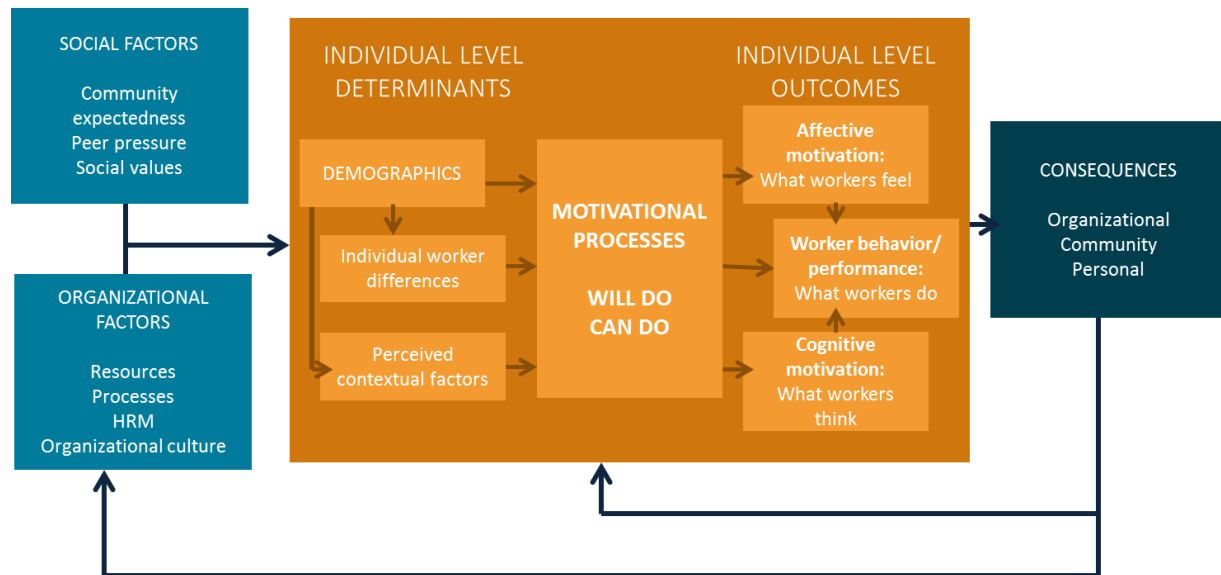 SOCIAL FACTORS
Community
expectedness
Peer pressure
Social values
ORGANIZATIONAL
FACTORS
Resources
Processes
HRM
Organizational culture
INDIVIDUAL LEVEL
DETERMINANTS
DEMOGRAPHICS
Individual worker
differences
Perceived
contextual factors
MOTIVATIONAL
PROCESSES
WILL DO
CAN DO
INDIVIDUAL LEVEL
OUTCOMES
Affective
motivation:
What workers feel
Worker behavior/
performance:
What workers do
Cognitive
motivation:
What workers
think
CONSEQUENCES
Organizational
Community
Personal